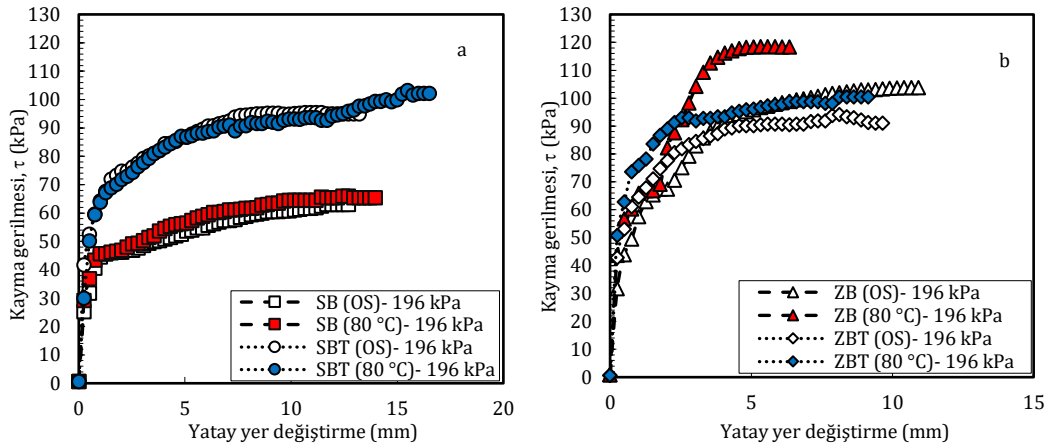 130
120
110
100
90
80
70
60
50
40
30
20
10
0
Kayma gerilmesi, τ (kPa)
a
SB (OS)- 196 kPa
SB (80 °C)- 196 kPa
SBT (OS)- 196 kPa
SBT (80 °C)- 196 kPa
0 5 10 15 20
Yatay yer değiştirme (mm)
130
120
110
100
90
80
70
60
50
40
30
20
10
0
Kayma gerilmesi, τ (kPa)
b
ZB (OS)- 196 kPa
ZB (80 °C)- 196 kPa
ZBT (OS)- 196 kPa
ZBT (80 °C)- 196 kPa
0 5 10 15
Yatay yer değiştirme (mm)